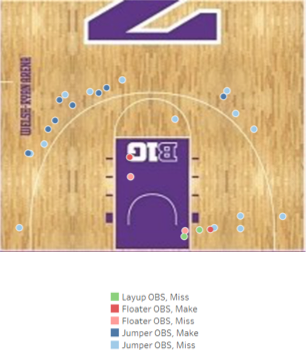 WELSH-RYAN ARENA
B1G
Layup OBS, Miss
Floater OBS, Make
Floater OBS, Miss
Jumper OBS, Make
Jumper OBS, Miss